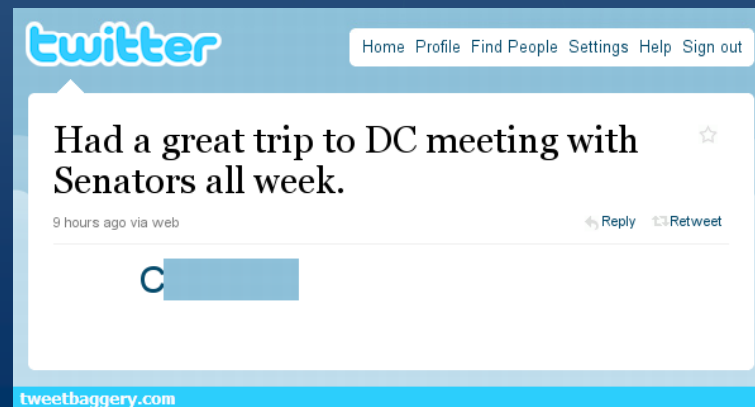 twitter
Home Profile Find People Settings Help Sign out
Had a great trip to DC meeting with
Senators all week.
9 hours ago via web
Reply Retweet
C
tweetbaggery.com